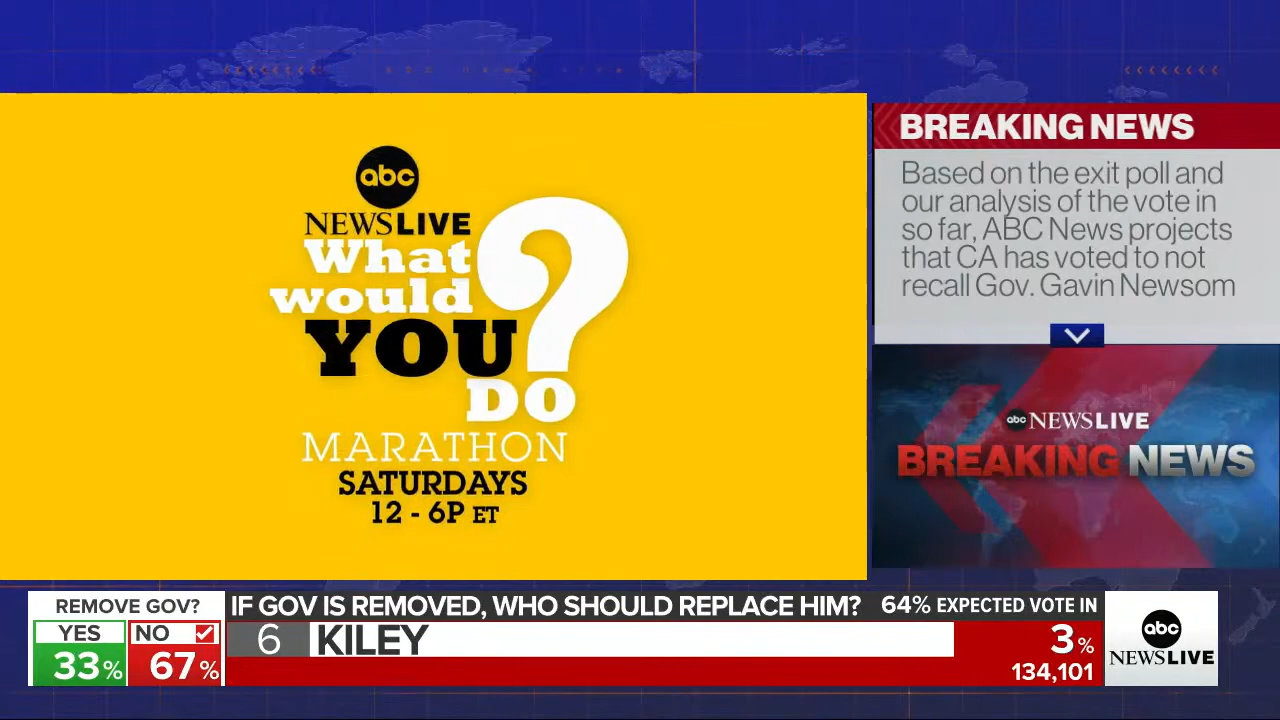 abc news live
abc
NEWSLIVE
What
would
YOU
DO
?
MARATHON
SATURDAYS
12 - 6P ET
BREAKING NEWS
Based on the exit poll and
our analysis of the vote in
so far, ABC News projects
that CA has voted to not
recall Gov. Gavin Newsom
abc NEWSLIVE
BREAKING NEWS
REMOVE GOV?
YES NO
33% 67%
IF GOV IS REMOVED, WHO SHOULD REPLACE HIM? 64% EXPECTED VOTE IN
6 KILEY 3%
134,101
abc
NEWSLIVE